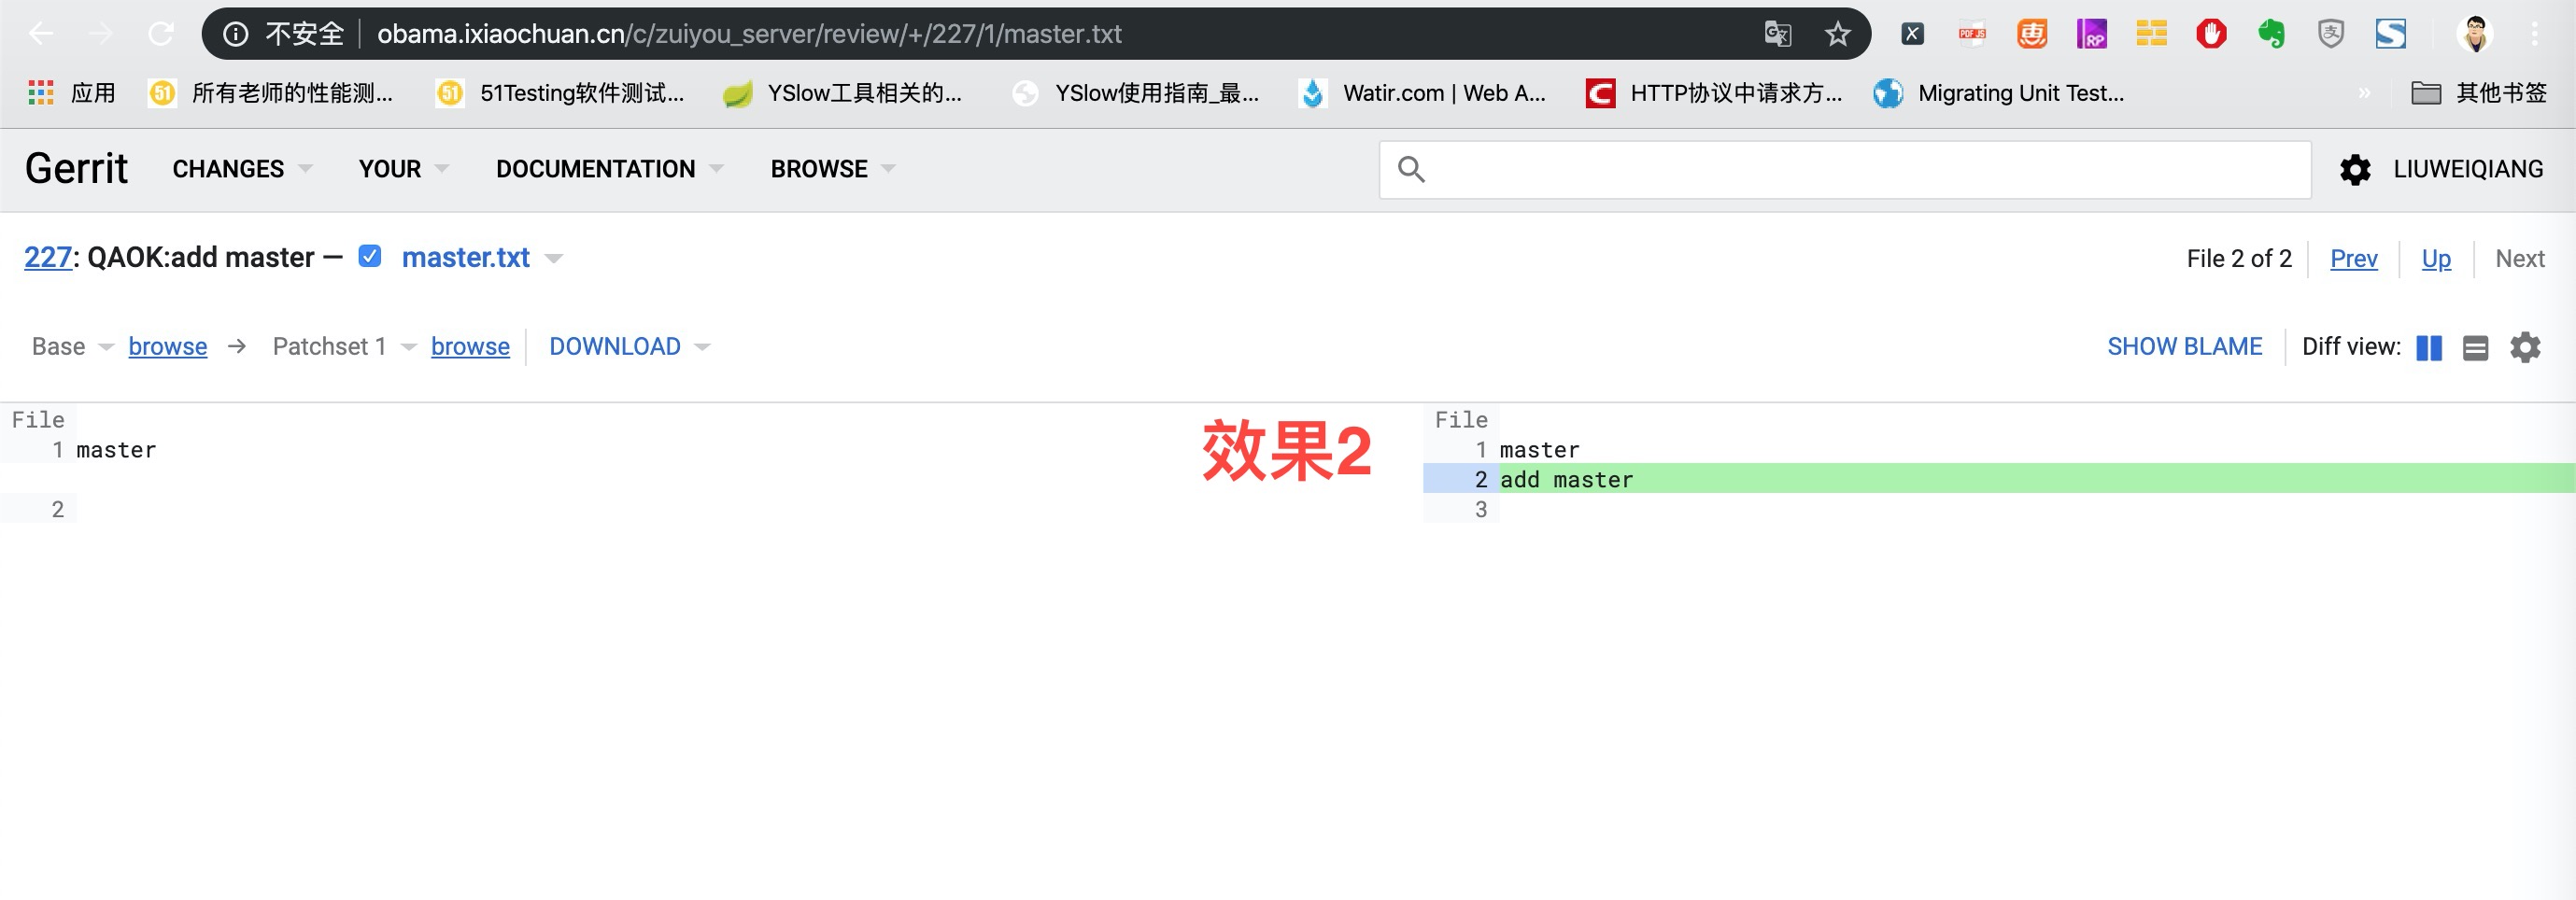 不安全 obama.ixiaochuan.cn/c/zuiyou_server/review/+/227/1/master.txt
应用 51 所有老师的性能测... 51 51Testing软件测试... YSlow工具相关的... YSlow使用指南_最... Watir.com | Web A... HTTP协议中请求方... Migrating Unit Test... » 其他书签
Gerrit CHANGES YOUR DOCUMENTATION BROWSE LIUWEIQIANG
227: QAOK:add master — master.txt File 2 of 2 Prev Up Next
Base browse → Patchset 1 browse DOWNLOAD SHOW BLAME Diff view:
File
1 master
2
效果2
File
1 master
2 add master
3